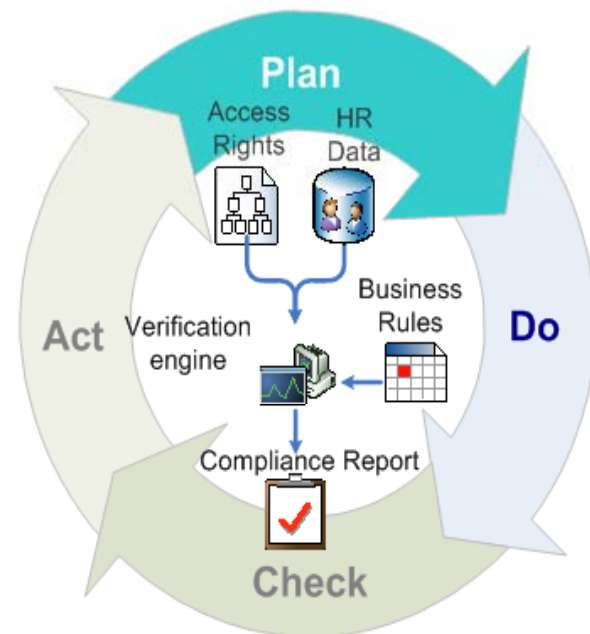 Plan
Access
Rights
HR
Data
Business
Rules
Do
Act
Verification
engine
Compliance Report
Check